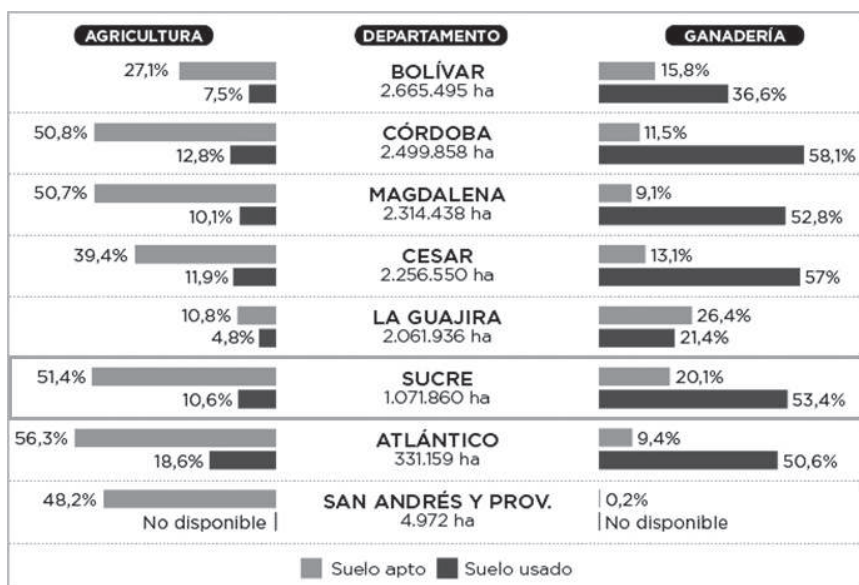 AGRICULTURA DEPARTAMENTO GANADERÍA
27,1% BOLÍVAR 15,8%
7,5% 2.665.495 ha 36,6%
50,8% CÓRDOBA 11,5%
12,8% 2.499.858 ha 58,1%
50,7% MAGDALENA 9,1%
10,1% 2.314.438 ha 52,8%
39,4% CESAR 13,1%
11,9% 2.256.550 ha 57%
10,8% LA GUAJIRA 26,4%
4,8% 2.061.936 ha 21,4%
51,4% SUCRE 20,1%
10,6% 1.071.860 ha 53,4%
56,3% ATLÁNTICO 9,4%
18,6% 331.159 ha 50,6%
48,2% SAN ANDRÉS Y PROV. 0,2%
No disponible 4.972 ha No disponible
Suelo apto Suelo usado